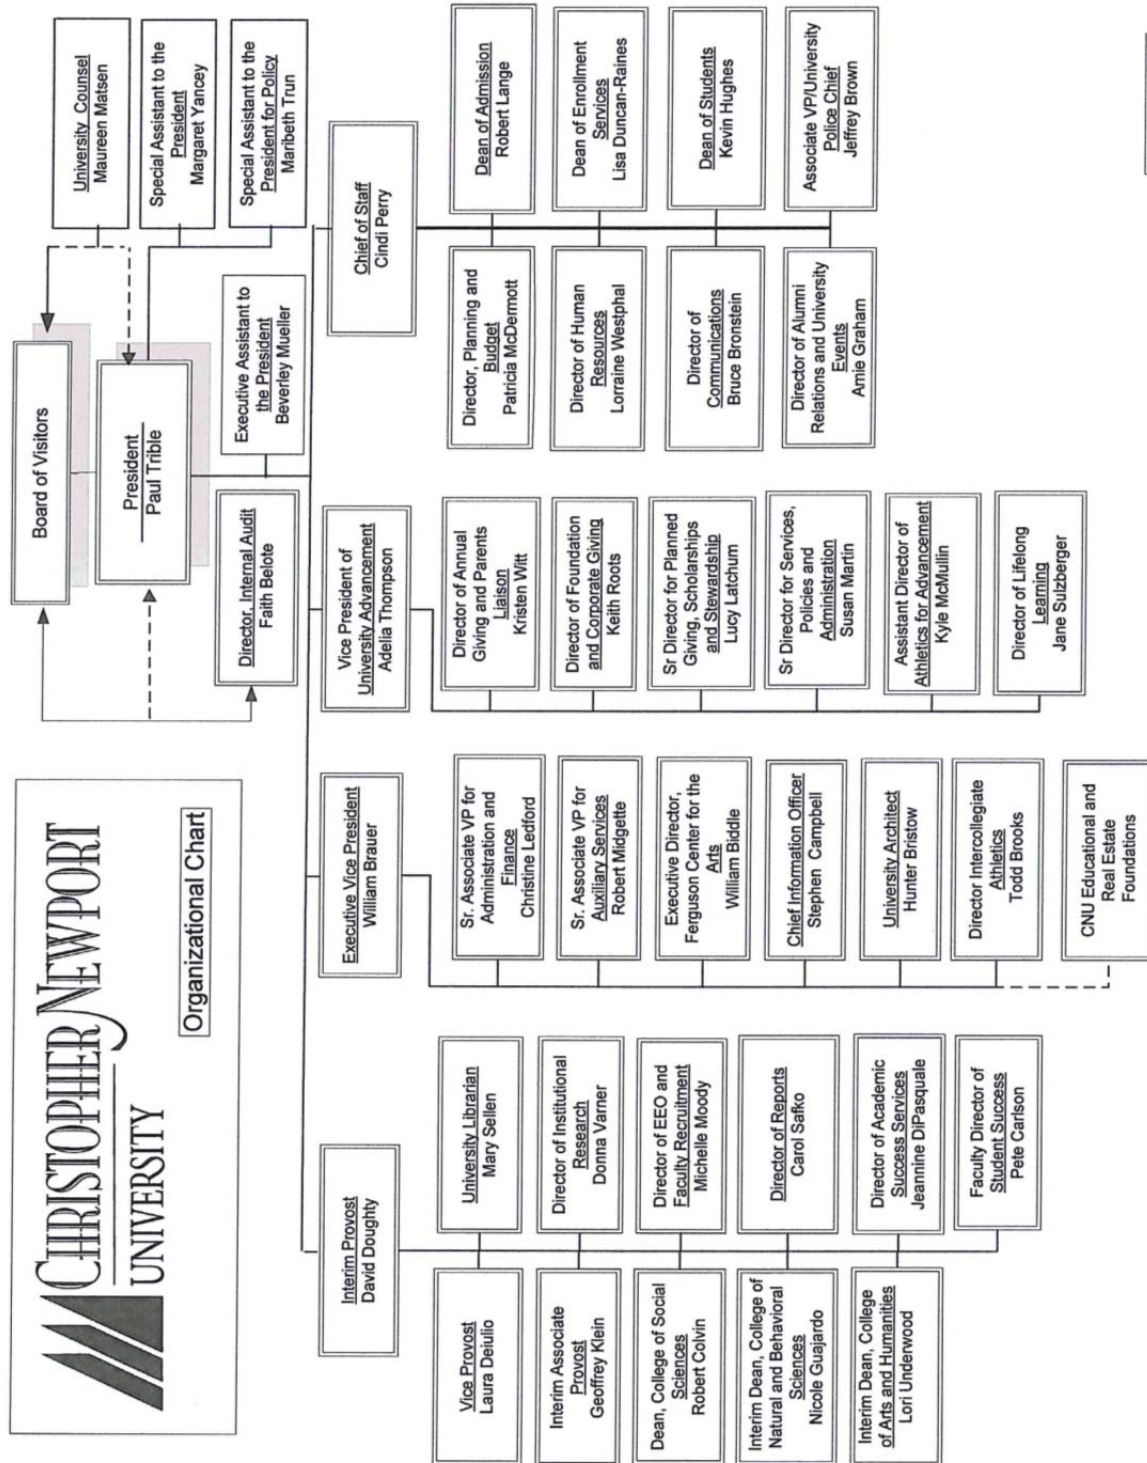 CHRISTOPHER NEWPORT
UNIVERSITY
Organizational Chart
Board of Visitors
President
Paul Trible
University Counsel
Maureen Matsen
Special Assistant to the
President
Margaret Yancey
Special Assistant to the
President for Policy
Maribeth Trun
Executive Assistant to
the President
Beverley Mueller
Director, Internal Audit
Faith Belote
Interim Provost
David Doughty
Vice Provost
Laura Deiulio
University Librarian
Mary Sellen
Interim Associate
Provost
Geoffrey Klein
Director of Institutional
Research
Donna Varner
Dean, College of Social
Sciences
Robert Colvin
Director of EEO and
Faculty Recruitment
Michelle Moody
Interim Dean, College of
Natural and Behavioral
Sciences
Nicole Guajardo
Director of Reports
Carol Safko
Interim Dean, College
of Arts and Humanities
Lori Underwood
Director of Academic
Success Services
Jeannine DiPasquale
Faculty Director of
Student Success
Pete Carlson
Executive Vice President
William Brauer
Sr. Associate VP for
Administration and
Finance
Christine Ledford
Sr. Associate VP for
Auxiliary Services
Robert Midgette
Executive Director,
Ferguson Center for the
Arts
William Biddle
Chief Information Officer
Stephen Campbell
University Architect
Hunter Bristow
Director Intercollegiate
Athletics
Todd Brooks
CNU Educational and
Real Estate
Foundations
Vice President of
University Advancement
Adelia Thompson
Director of Annual
Giving and Parents
Liaison
Kristen Witt
Director of Foundation
and Corporate Giving
Keith Roots
Sr Director for Planned
Giving, Scholarships
and Stewardship
Lucy Latchum
Sr Director for Services,
Policies and
Administration
Susan Martin
Assistant Director of
Athletics for Advancement
Kyle McMullin
Director of Lifelong
Learning
Jane Sulzberger
Chief of Staff
Cindi Perry
Director, Planning and
Budget
Patricia McDermott
Dean of Admission
Robert Lange
Director of Human
Resources
Lorraine Westphal
Dean of Enrollment
Services
Lisa Duncan-Raines
Director of
Communications
Bruce Bronstein
Dean of Students
Kevin Hughes
Director of Alumni
Relations and University
Events
Amie Graham
Associate VP/University
Police Chief
Jeffrey Brown